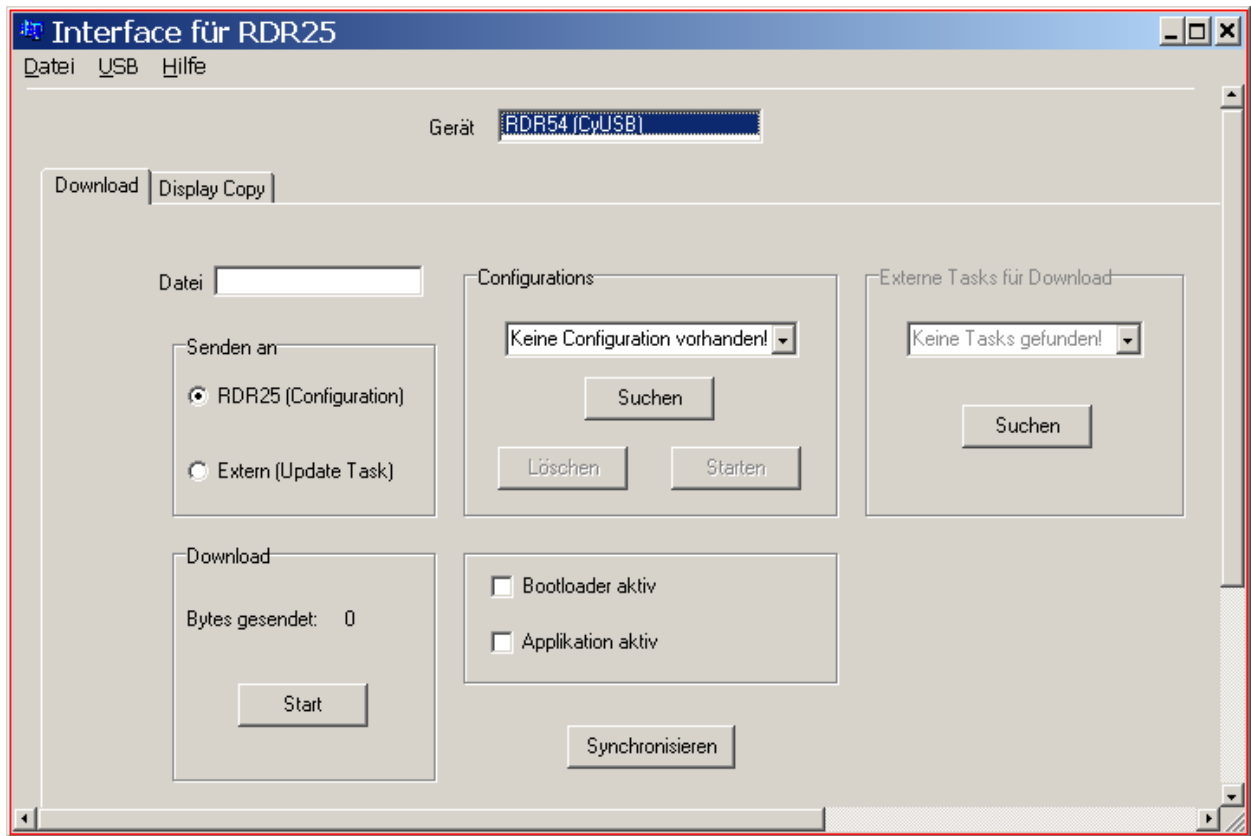 Interface für RDR25
Datei USB Hilfe
Gerät RDR54 (CyUSB)
Download Display Copy
Datei
Senden an
RDR25 (Configuration)
Extern (Update Task)
Configurations
Keine Configuration vorhanden!
Suchen
Löschen Starten
Externe Tasks für Download
Keine Tasks gefunden!
Suchen
Download
Bytes gesendet: 0
Start
Bootloader aktiv
Applikation aktiv
Synchronisieren